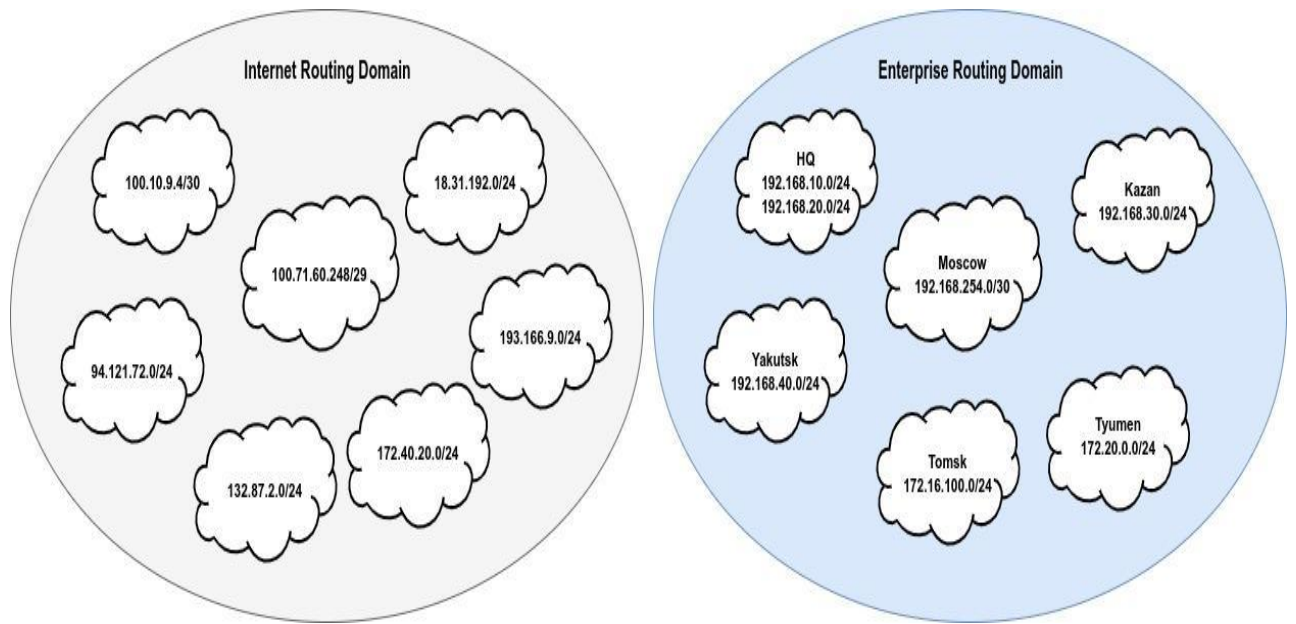 Internet Routing Domain
100.10.9.4/30
18.31.192.0/24
100.71.60.248/29
193.166.9.0/24
94.121.72.0/24
172.40.20.0/24
132.87.2.0/24
Enterprise Routing Domain
HQ
192.168.10.0/24
192.168.20.0/24
Kazan
192.168.30.0/24
Moscow
192.168.254.0/30
Yakutsk
192.168.40.0/24
Tyumen
172.20.0.0/24
Tomsk
172.16.100.0/24